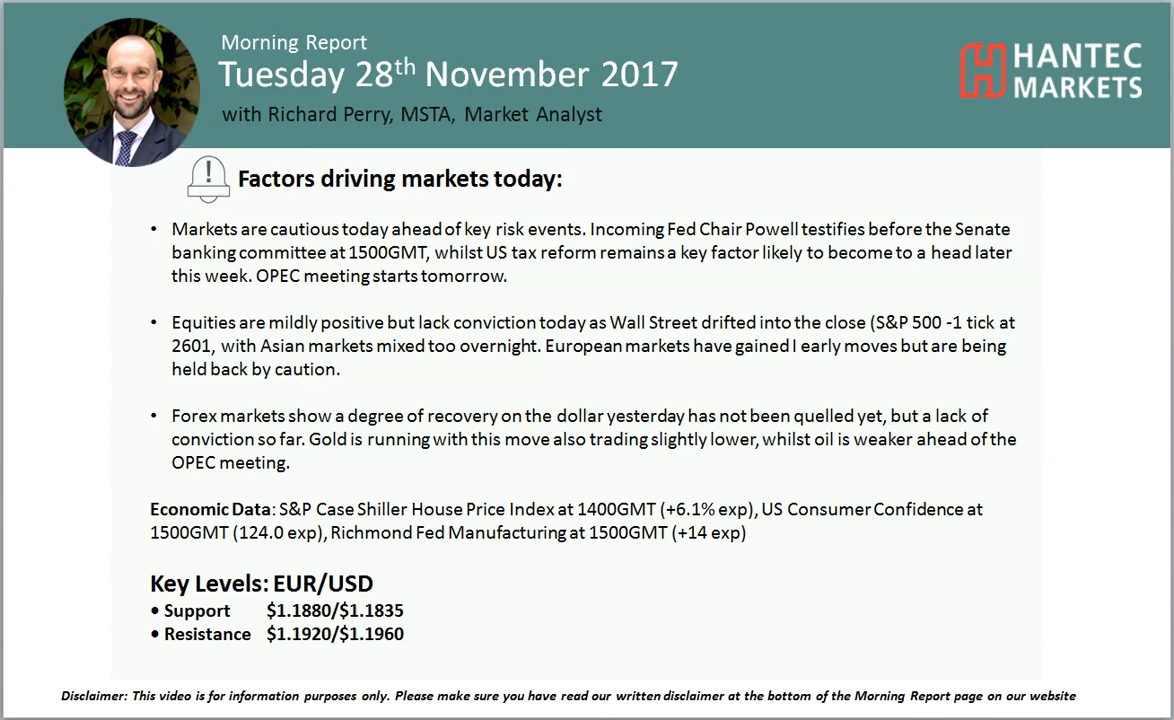 Morning Report
Tuesday 28th November 2017
with Richard Perry, MSTA, Market Analyst
HANTEC
MARKETS
Factors driving markets today:
• Markets are cautious today ahead of key risk events. Incoming Fed Chair Powell testifies before the Senate
banking committee at 1500GMT, whilst US tax reform remains a key factor likely to become to a head later
this week. OPEC meeting starts tomorrow.
• Equities are mildly positive but lack conviction today as Wall Street drifted into the close (S&P 500 -1 tick at
2601, with Asian markets mixed too overnight. European markets have gained I early moves but are being
held back by caution.
• Forex markets show a degree of recovery on the dollar yesterday has not been quelled yet, but a lack of
conviction so far. Gold is running with this move also trading slightly lower, whilst oil is weaker ahead of the
OPEC meeting.
Economic Data: S&P Case Shiller House Price Index at 1400GMT (+6.1% exp), US Consumer Confidence at
1500GMT (124.0 exp), Richmond Fed Manufacturing at 1500GMT (+14 exp)
Key Levels: EUR/USD
• Support $1.1880/$1.1835
• Resistance $1.1920/$1.1960
Disclaimer: This video is for information purposes only. Please make sure you have read our written disclaimer at the bottom of the Morning Report page on our website